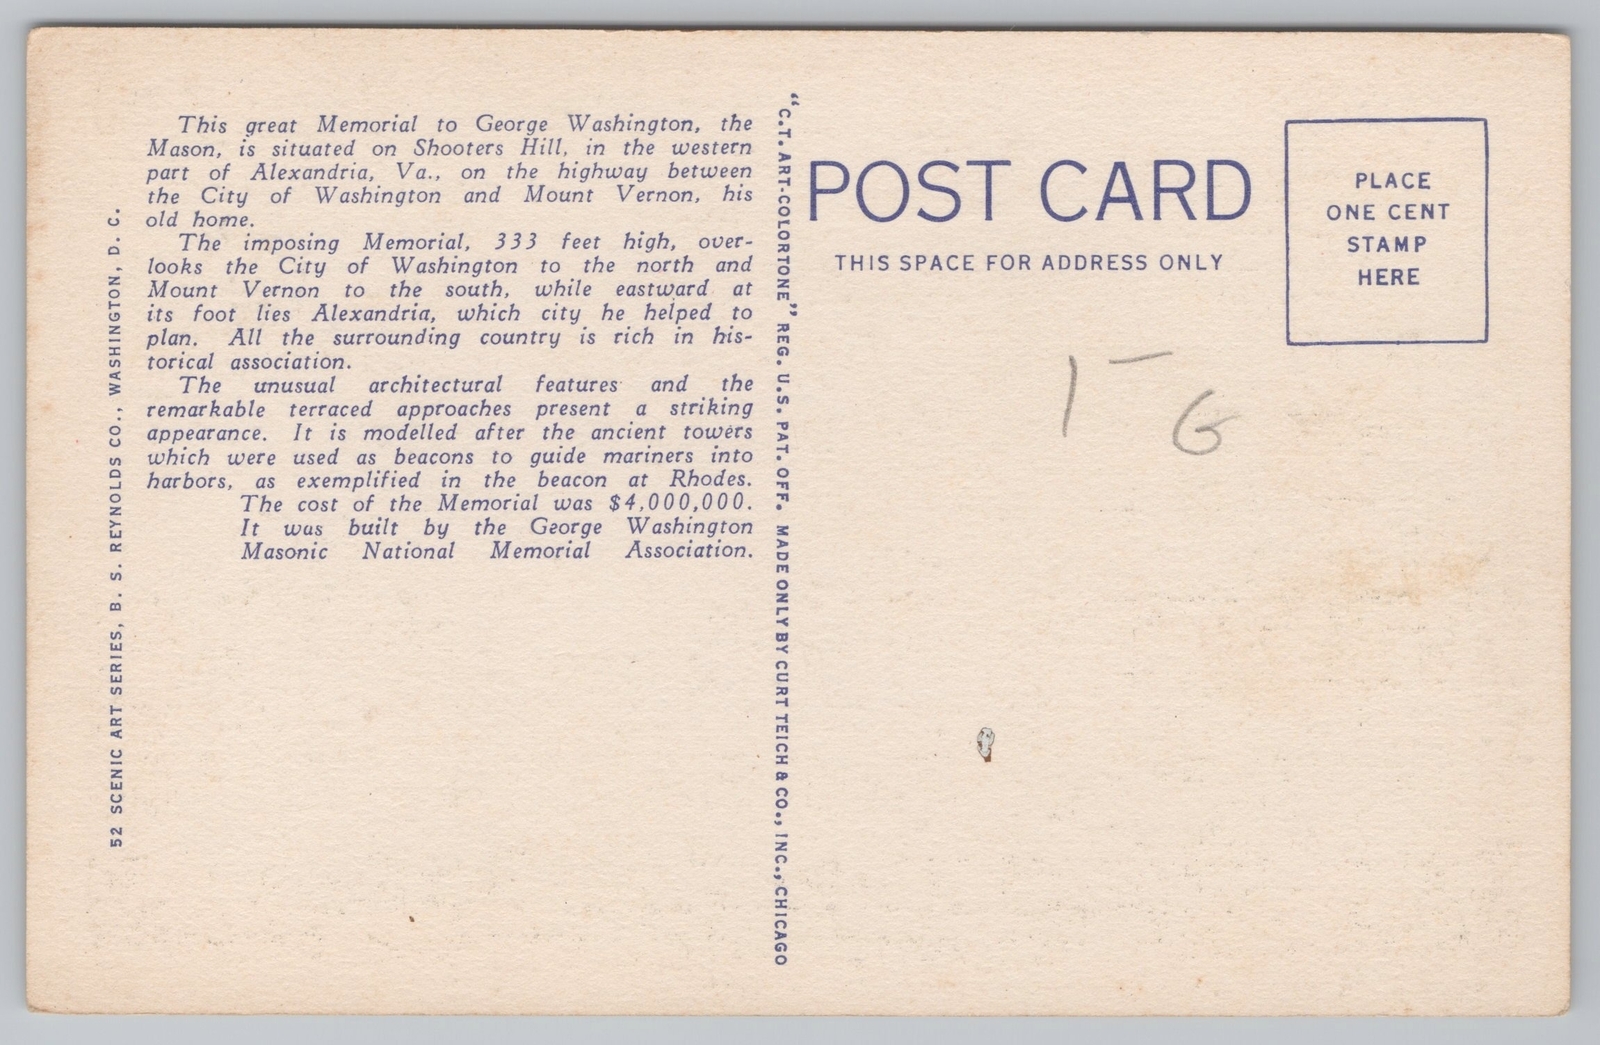 This great Memorial to George Washington, the
Mason, is situated on Shooters Hill, in the western
part of Alexandria, Va., on the highway between
the City of Washington and Mount Vernon, his
old home.
The imposing Memorial, 333 feet high, over-
looks the City of Washington to the north and
Mount Vernon to the south, while eastward at
its foot lies Alexandria, which city he helped to
plan. All the surrounding country is rich in his-
torical association.
The unusual architectural features and the
remarkable terraced approaches present a striking
appearance. It is modelled after the ancient towers
which were used as beacons to guide mariners into
harbors, as exemplified in the beacon at Rhodes.
The cost of the Memorial was $4,000,000.
It was built by the George Washington
Masonic National Memorial Association.
52 SCENIC ART SERIES, B. S. REYNOLDS CO., WASHINGTON, D. C.
"C.T. ART-COLORTONE" REG. U.S. PAT. OFF. MADE ONLY BY CURT TEICH & CO., INC., CHICAGO
POST CARD
THIS SPACE FOR ADDRESS ONLY
PLACE
ONE CENT
STAMP
HERE
1 —
G